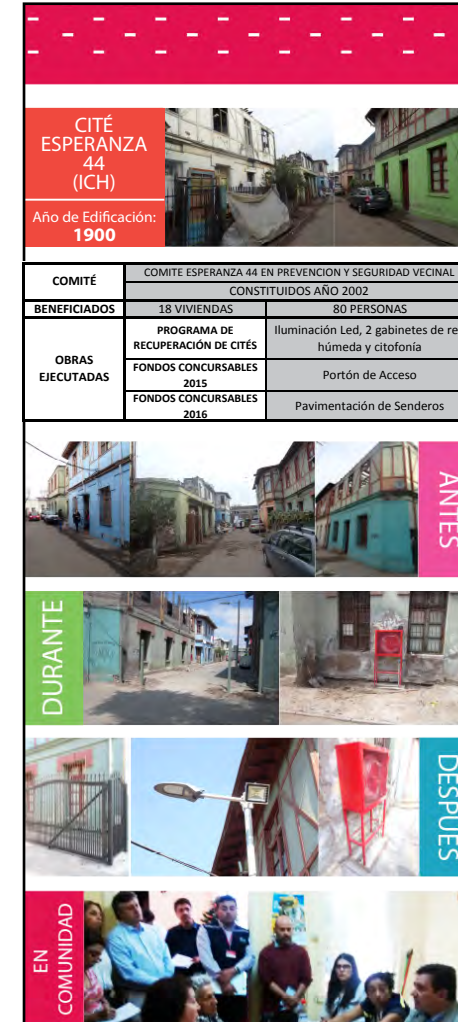 CITÉ
ESPERANZA
44
(ICH)
Año de Edificación:
1900
COMITÉ
COMITE ESPERANZA 44 EN PREVENCION Y SEGURIDAD VECINAL
CONSTITUIDOS AÑO 2002
BENEFICIADOS 18 VIVIENDAS 80 PERSONAS
OBRAS
EJECUTADAS
PROGRAMA DE
RECUPERACIÓN DE CITÉS
Iluminación Led, 2 gabinetes de re
húmeda y citofonía
FONDOS CONCURSABLES
2015
Portón de Acceso
FONDOS CONCURSABLES
2016
Pavimentación de Senderos
ANTES
DURANTE
DESPUES
EN
COMUNIDAD